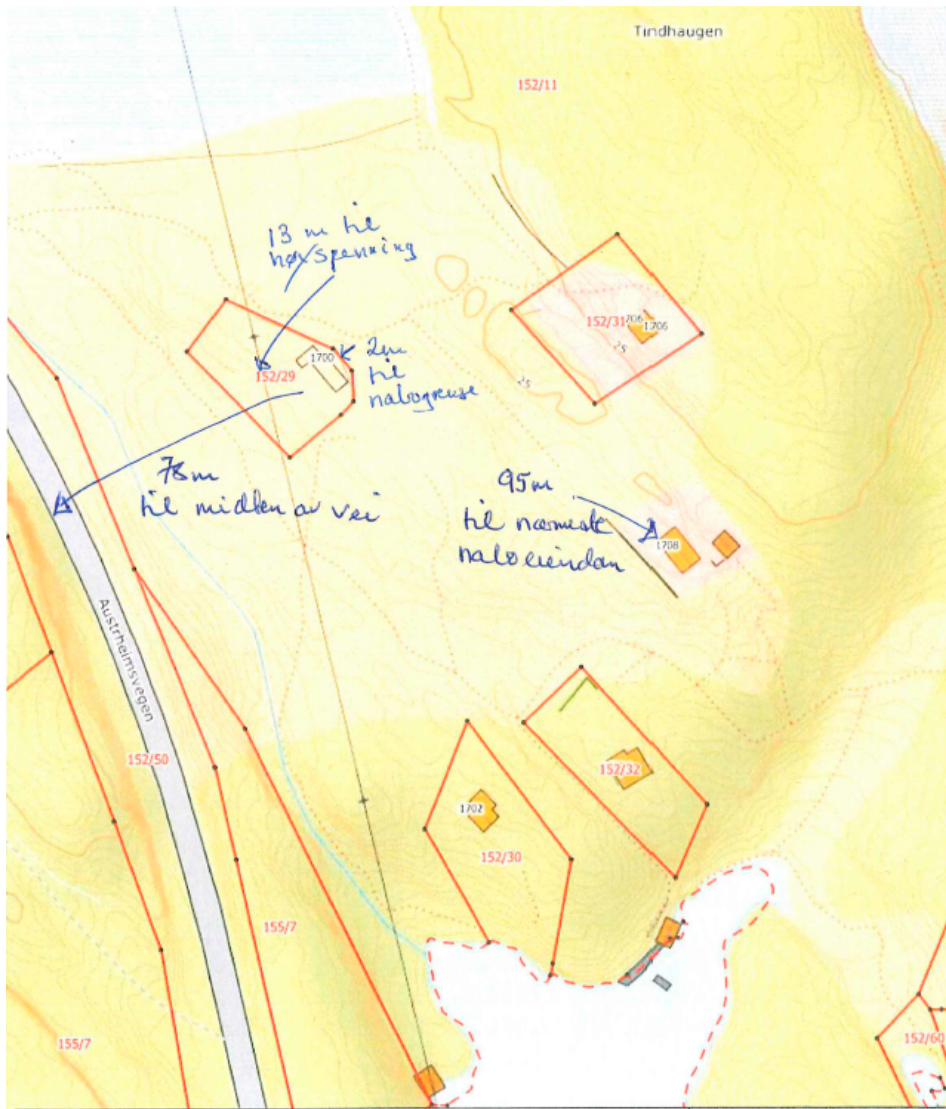 Tindhaugen
152/11
13 m til
høyspenning
152/31
1706
25
1700
2m
til
nabogrense
152/29
25
78m
til midten av vei
95m
til nærmeste
naboeiendom
1708
Austrheimsvegen
152/50
152/32
1702
152/30
155/7
155/7
152/60